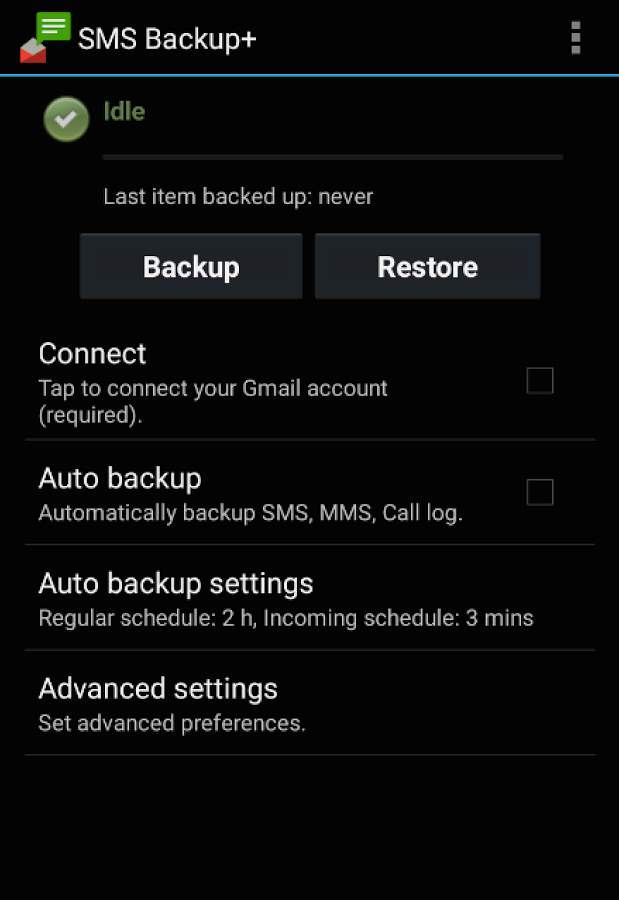 SMS Backup+
Idle
Last item backed up: never
Backup
Restore
Connect
Tap to connect your Gmail account
(required).
Auto backup
Automatically backup SMS, MMS, Call log.
Auto backup settings
Regular schedule: 2 h, Incoming schedule: 3 mins
Advanced settings
Set advanced preferences.